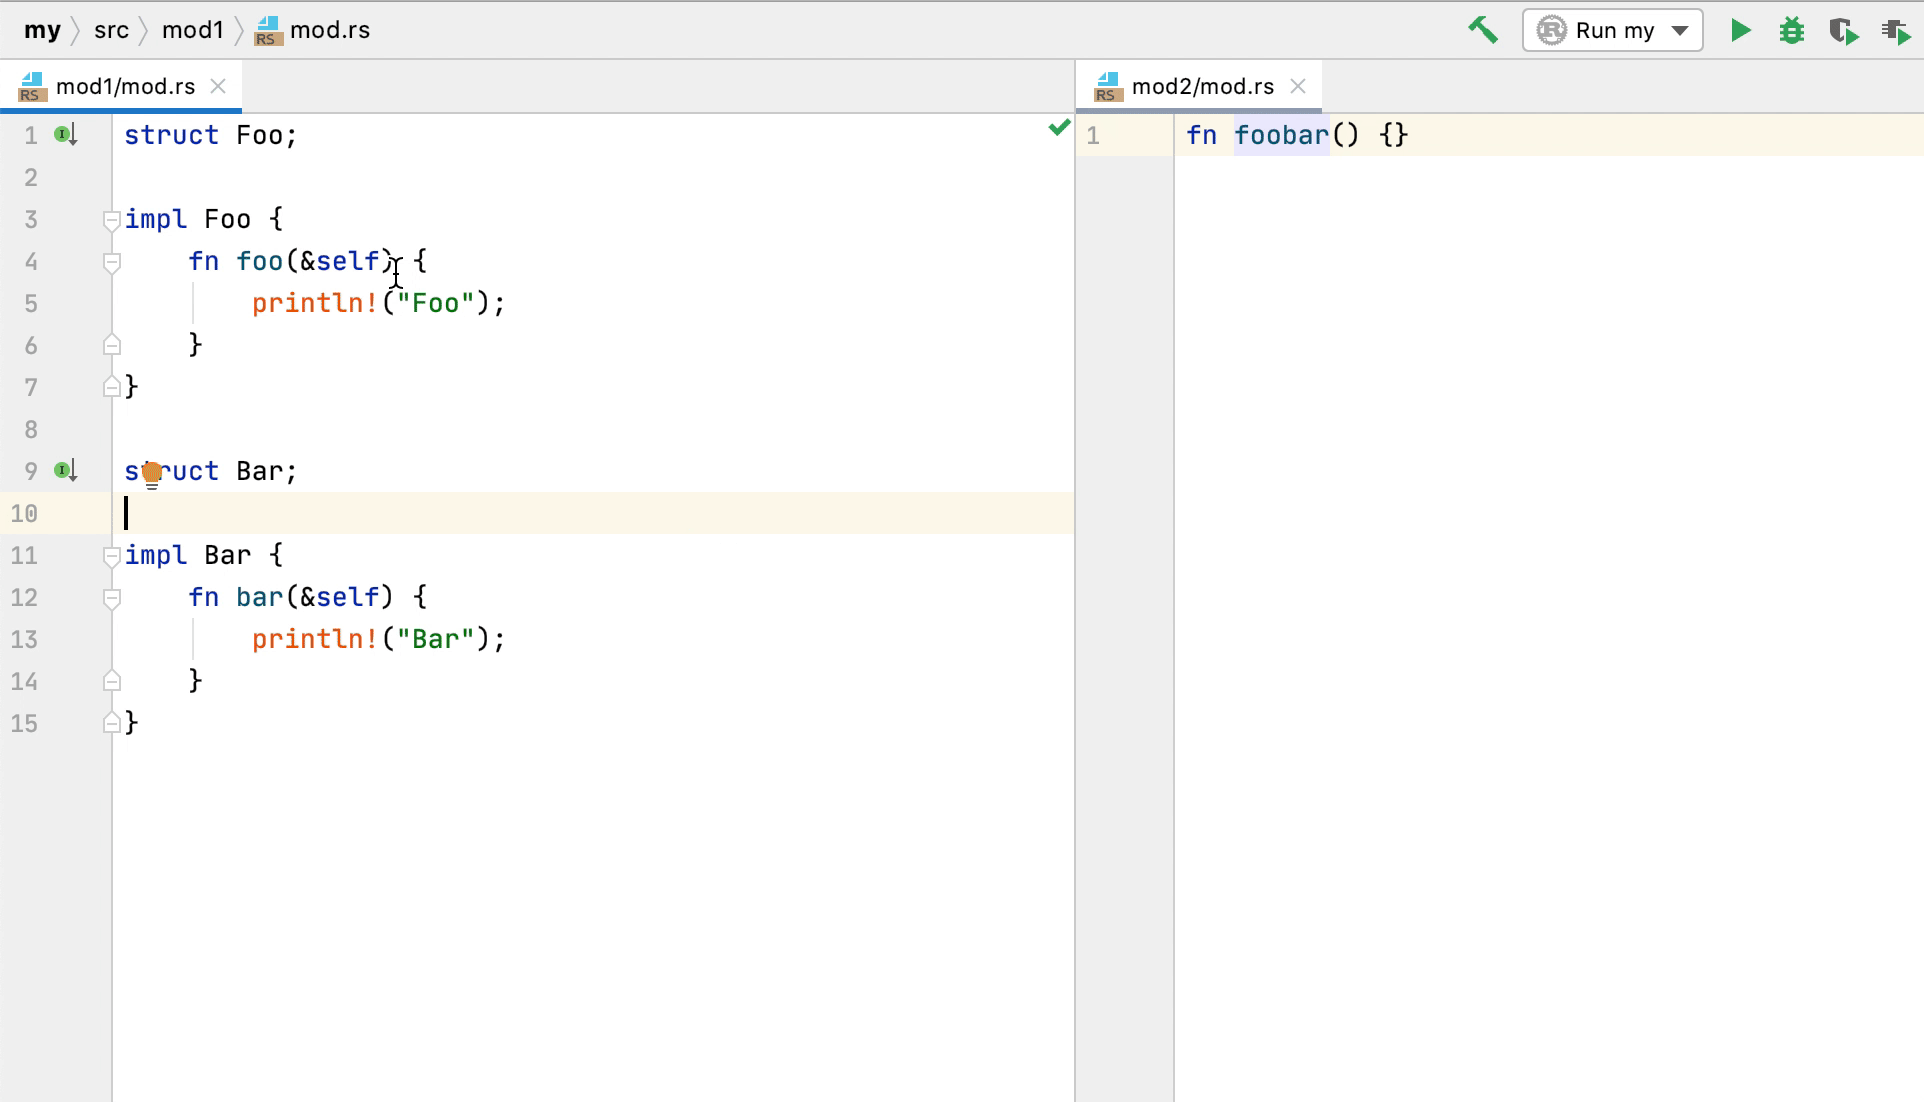 my src mod1 RS mod.rs Run my
RS mod1/mod.rs
1 struct Foo;
2
3 impl Foo {
4     fn foo(&self) {
5         println!("Foo");
6     }
7 }
8
9 struct Bar;
10
11 impl Bar {
12     fn bar(&self) {
13         println!("Bar");
14     }
15 }
RS mod2/mod.rs
1 fn foobar() {}